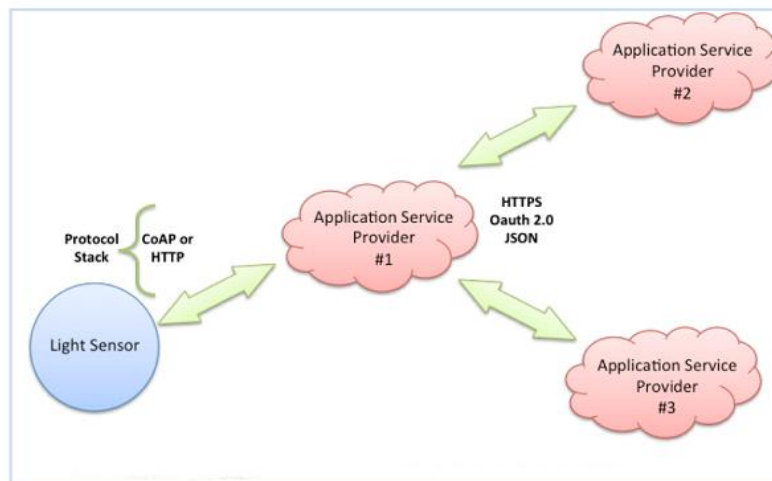 Application Service
Provider
#2
Application Service
Provider
#1
HTTPS
Oauth 2.0
JSON
Protocol
Stack
CoAP or
HTTP
Light Sensor
Application Service
Provider
#3